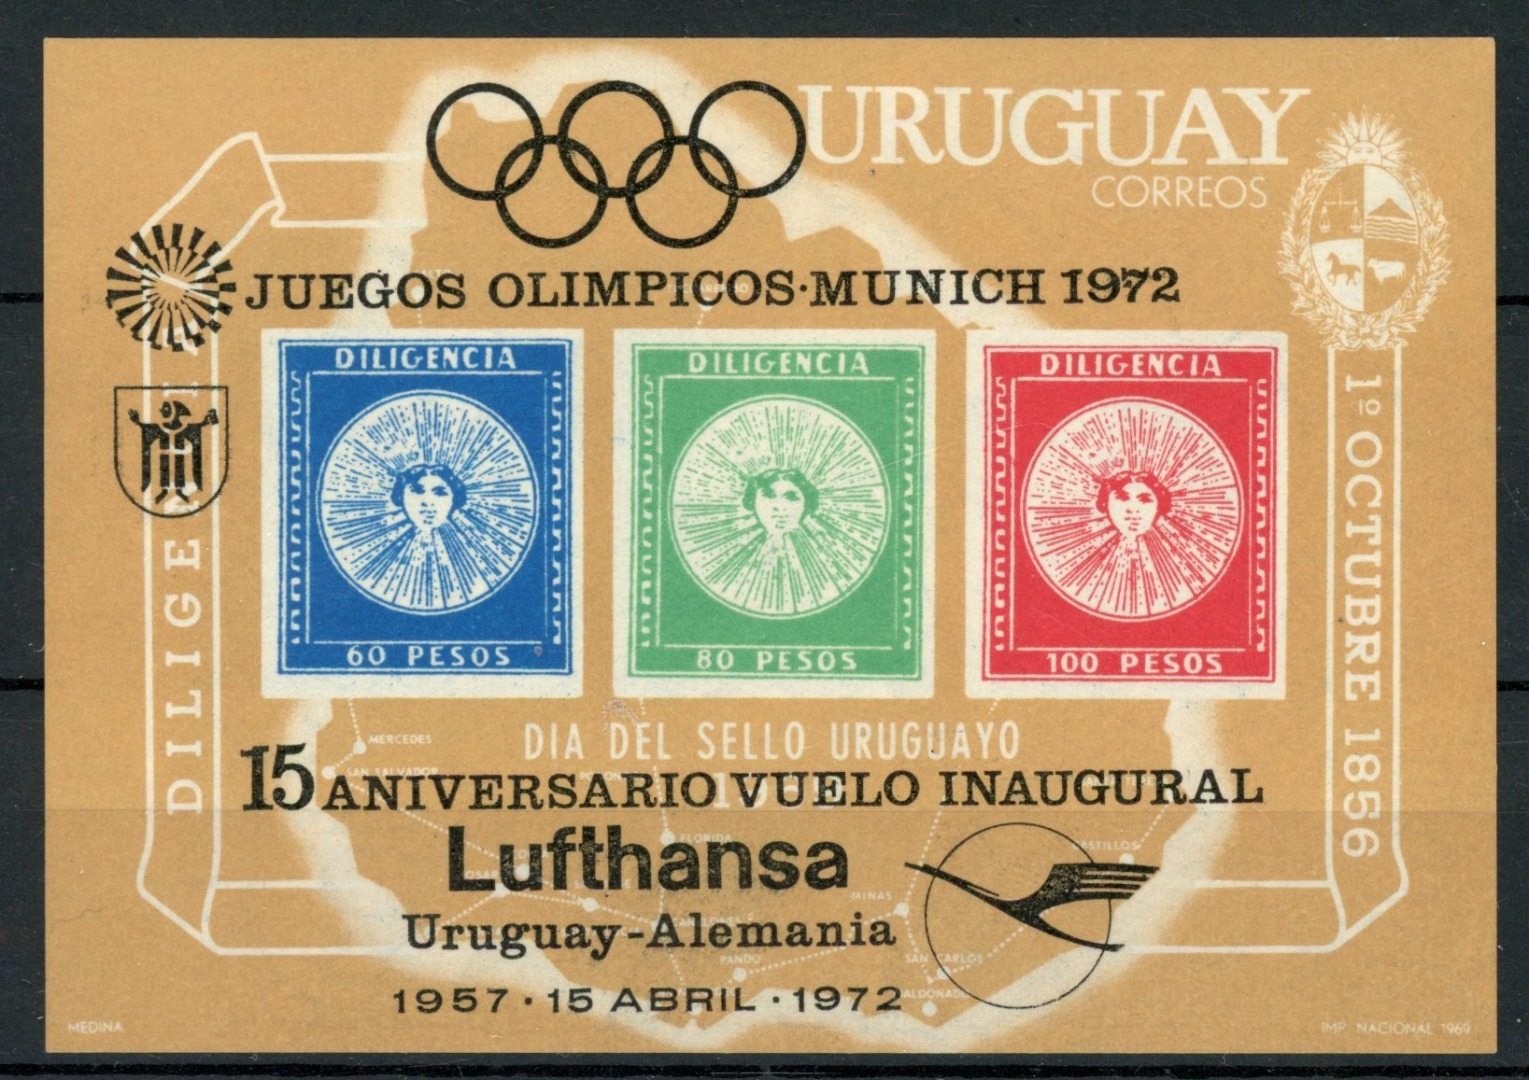 URUGUAY
CORREOS
JUEGOS OLIMPICOS·MUNICH 1972
DILIGENCIA
60 PESOS
DILIGENCIA
80 PESOS
DILIGENCIA
100 PESOS
1º OCTUBRE 1856
DIA DEL SELLO URUGUAYO
MERCEDES
SAN SALVADOR
15 ANIVERSARIO VUELO INAUGURAL
FLORIDA
CASTILLOS
Lufthansa
MINAS
Uruguay-Alemania
PANDO
SAN CARLOS
1957·15 ABRIL·1972
MEDINA
IMP. NACIONAL 1969